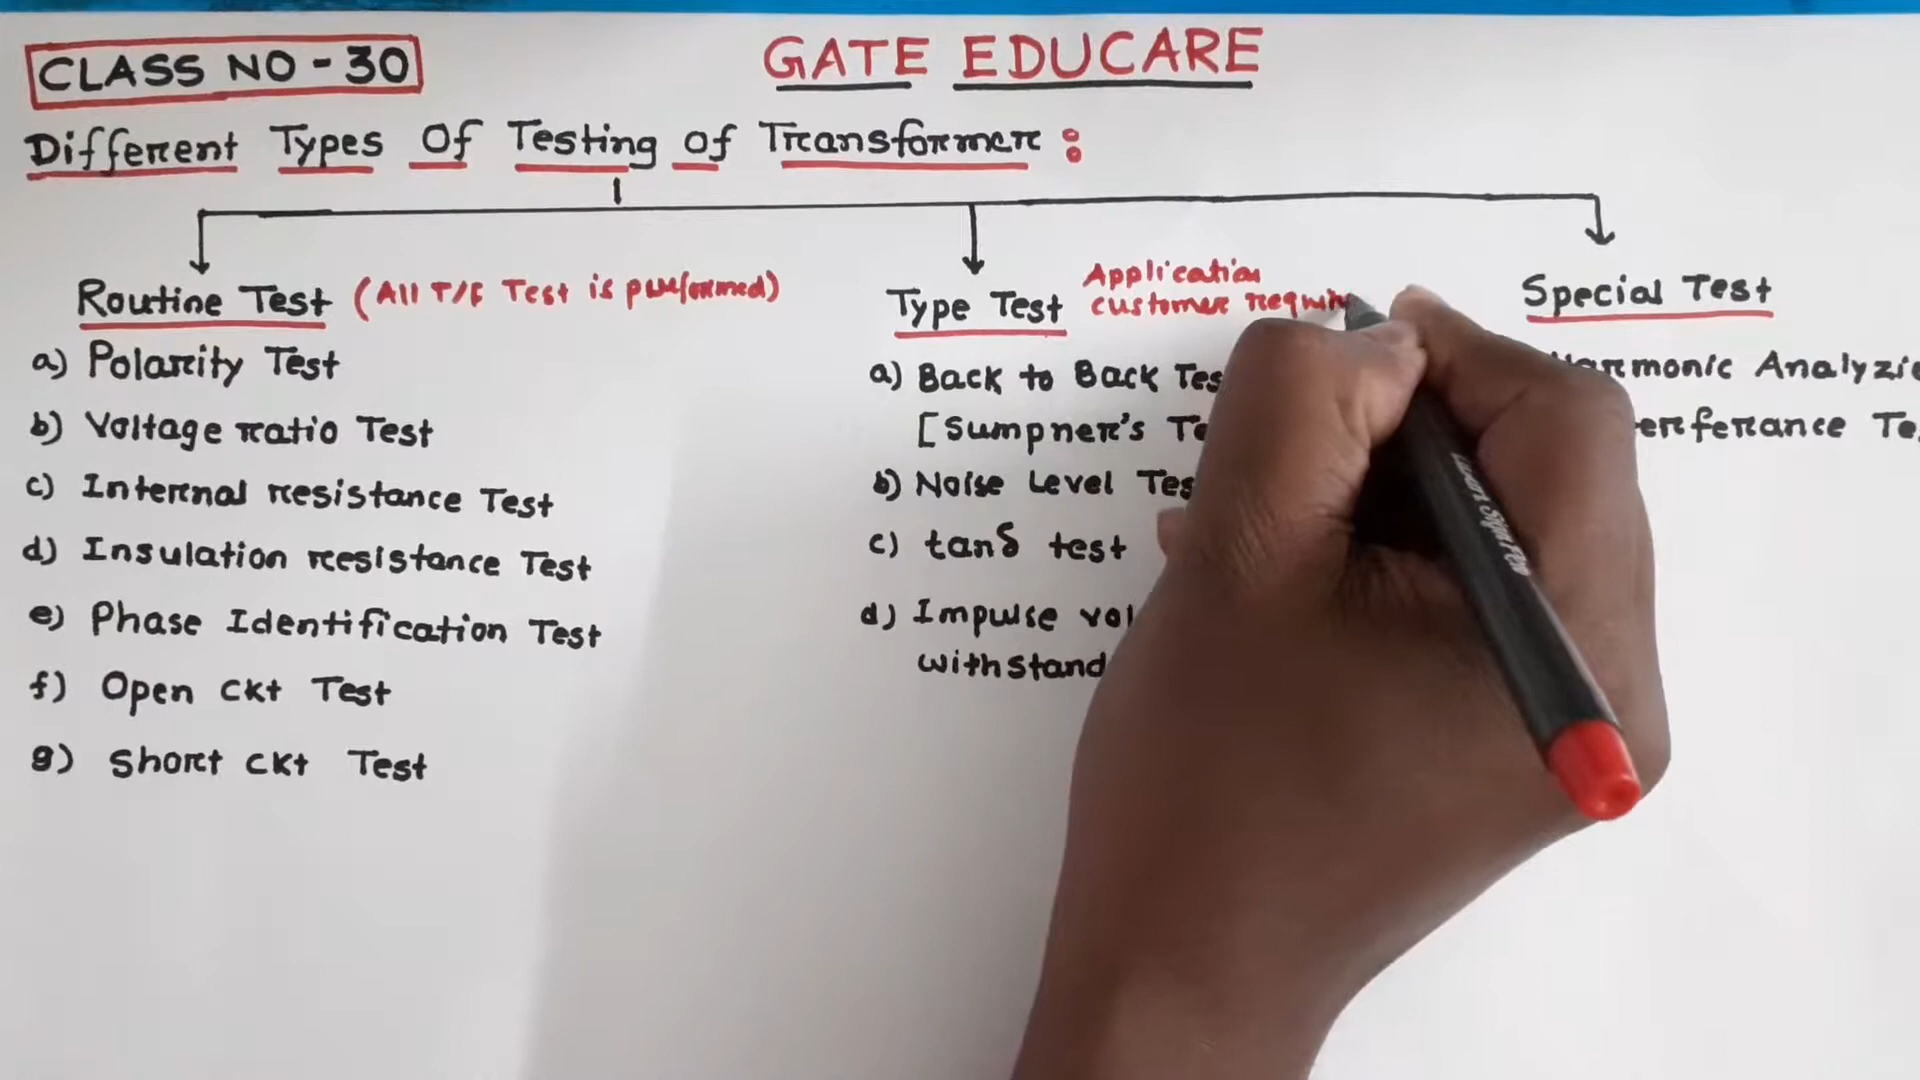 CLASS NO - 30
GATE EDUCARE
Different Types Of Testing of Transformer :
Routine Test (All T/F Test is performed)
a) Polarity Test
b) Voltage ratio Test
c) Internal resistance Test
d) Insulation resistance Test
e) Phase Identification Test
f) Open ckt Test
g) Short ckt Test
Type Test
Application
customer
a) Back to Back
[Sumpner's
b) Noise Level
c) tanδ test
d) Impulse
withstand
Special Test